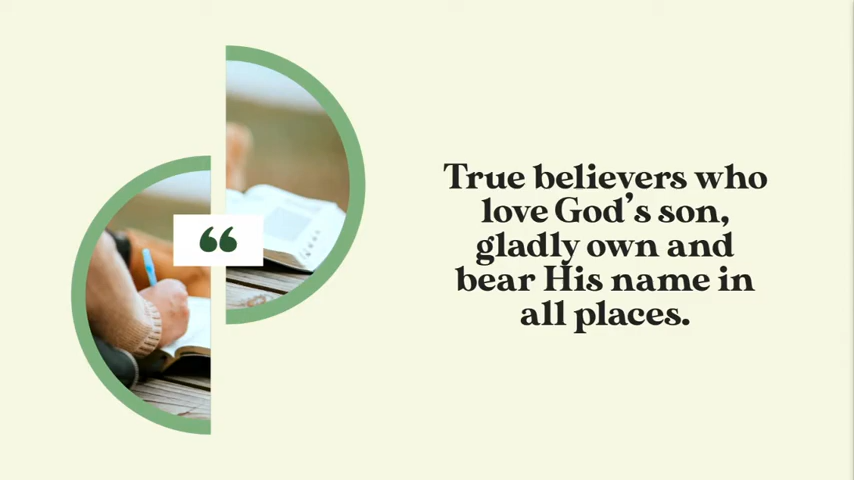 True believers who
love God's son,
gladly own and
bear His name in
all places.